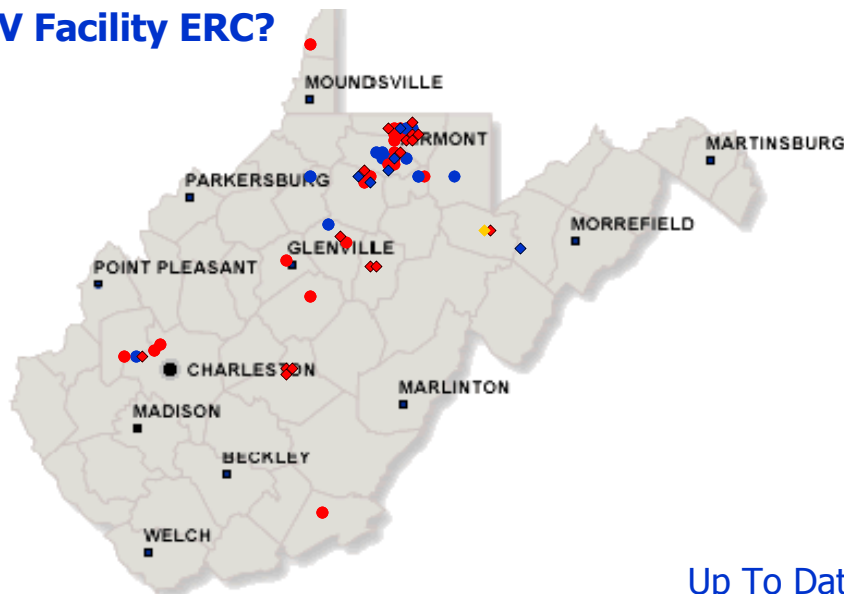 V Facility ERC?
MOUNDSVILLE
RMONT
MARTINSBURG
PARKERSBURG
MORREFIELD
GLENVILLE
POINT PLEASANT
CHARLESTON
MARLINTON
MADISON
BECKLEY
WELCH
Up To Dat